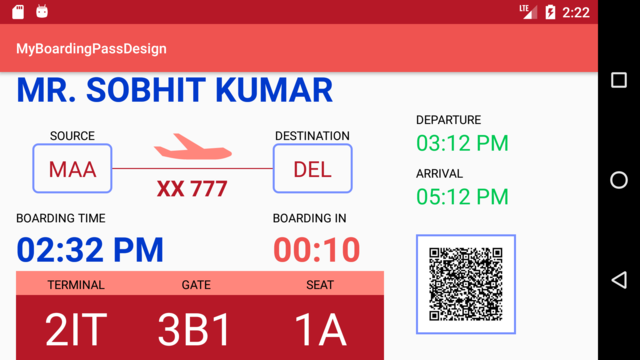 LTE 2:22
MyBoardingPassDesign
MR. SOBHIT KUMAR
SOURCE
DESTINATION
MAA
XX 777
DEL
DEPARTURE
03:12 PM
ARRIVAL
05:12 PM
BOARDING TIME
BOARDING IN
02:32 PM
00:10
TERMINAL GATE SEAT
2IT 3B1 1A